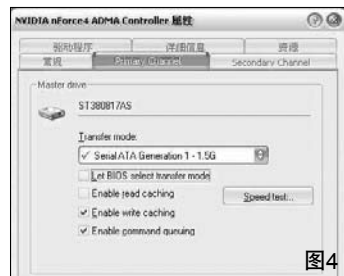 NVIDIA nForce4 ADMA Controller 属性
驱动程序 详细信息 资源
常规 Primary Channel Secondary Channel
Master drive
ST380817AS
Transfer mode:
Serial ATA Generation 1 - 1.5G
Let BIOS select transfer mode
Enable read caching
Speed test...
Enable write caching
Enable command queuing
图4